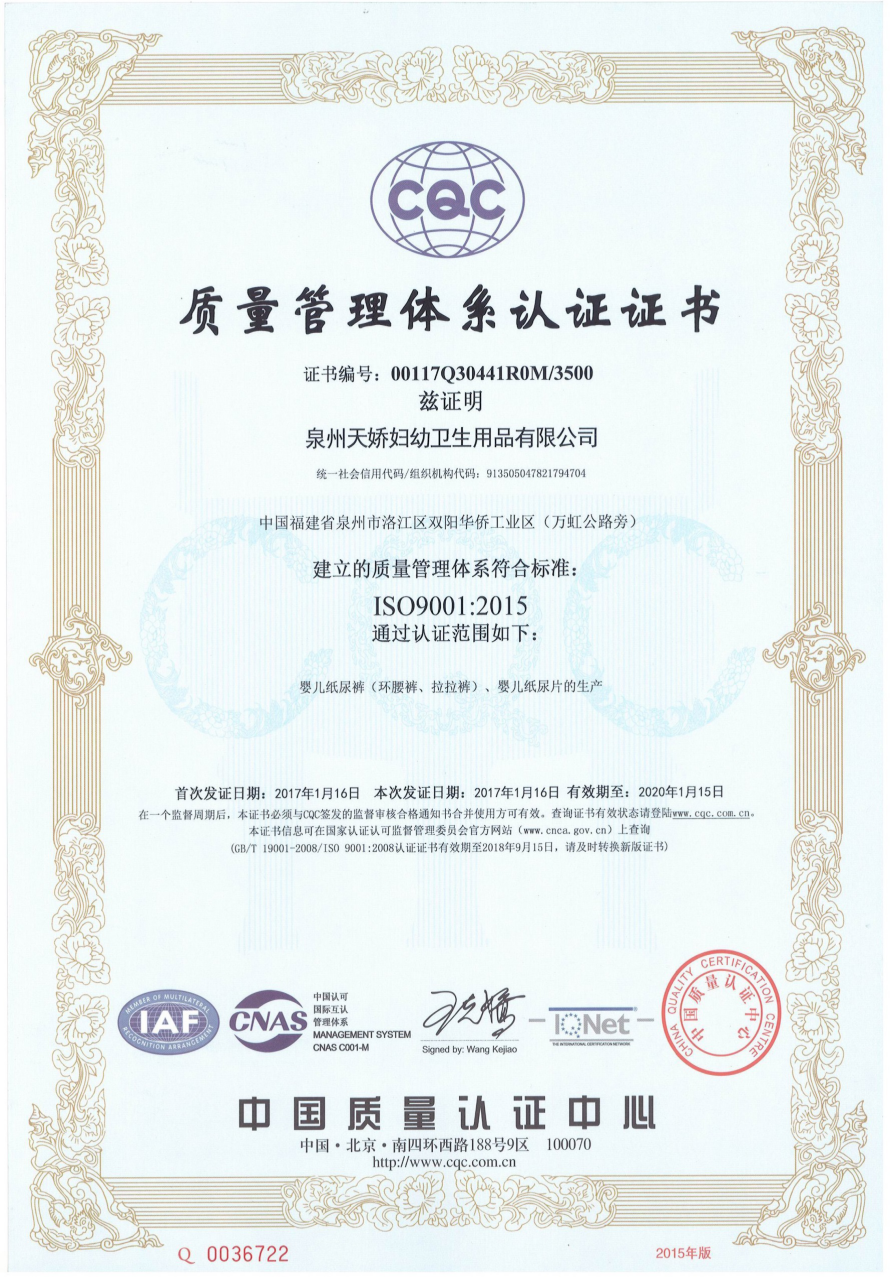 CQC
质量管理体系认证证书
证书编号：00117Q30441R0M/3500
兹证明
泉州天娇妇幼卫生用品有限公司
统一社会信用代码/组织机构代码：913505047821794704
中国福建省泉州市洛江区双阳华侨工业区（万虹公路旁）
建立的质量管理体系符合标准：
ISO9001:2015
通过认证范围如下：
婴儿纸尿裤（环腰裤、拉拉裤）、婴儿纸尿片的生产
首次发证日期：2017年1月16日 本次发证日期：2017年1月16日 有效期至：2020年1月15日
在一个监督周期后，本证书必须与CQC签发的监督审核合格通知书合并使用方可有效。查询证书有效状态请登陆www.cqc.com.cn。
本证书信息可在国家认证认可监督管理委员会官方网站（www.cnca.gov.cn）上查询
(GB/T 19001-2008/ISO 9001:2008认证证书有效期至2018年9月15日，请及时转换新版证书)
MEMBER OF MULTILATERAL
IAF
RECOGNITION ARRANGEMENT
CNAS
中国认可
国际互认
管理体系
MANAGEMENT SYSTEM
CNAS C001-M
王克娇
Signed by: Wang Kejiao
IQNet
THE INTERNATIONAL CERTIFICATION NETWORK
CHINA QUALITY CERTIFICATION CENTRE
中国质量认证中心
中国质量认证中心
中国·北京·南四环西路188号9区 100070
http://www.cqc.com.cn
Q 0036722
2015年版